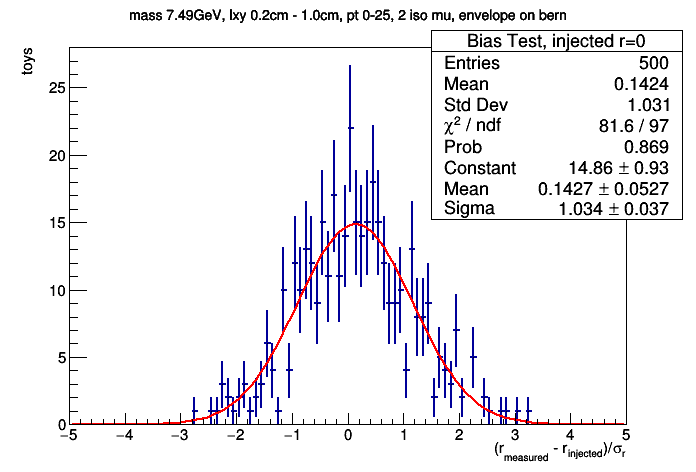 mass 7.49GeV, lxy 0.2cm - 1.0cm, pt 0-25, 2 iso mu, envelope on bern
Bias Test, injected r=0
Entries 500
Mean 0.1424
Std Dev 1.031
χ² / ndf 81.6 / 97
Prob 0.869
Constant 14.86 ± 0.93
Mean 0.1427 ± 0.0527
Sigma 1.034 ± 0.037
toys
25
20
15
10
5
0
−5 −4 −3 −2 −1 0 1 2 3 4 5
(r_measured - r_injected)/σ_r